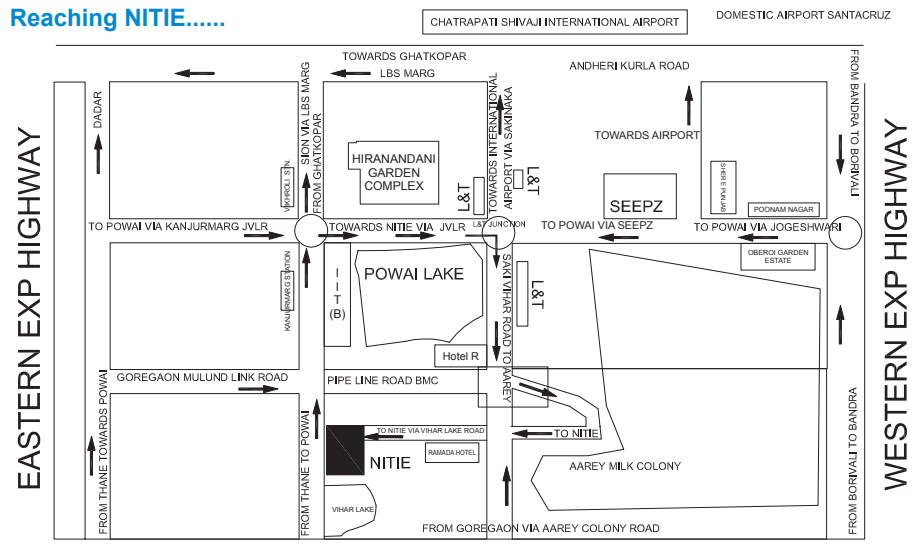 Reaching NITIE......
CHATRAPATI SHIVAJI INTERNATIONAL AIRPORT
DOMESTIC AIRPORT SANTACRUZ
TOWARDS GHATKOPAR
LBS MARG
ANDHERI KURLA ROAD
EASTERN EXP HIGHWAY
DADAR
SION VIA LBS MARG
FROM GHATKOPAR
VIKHROLI STN.
HIRANANDANI
GARDEN
COMPLEX
L&T
TOWARDS INTERNATIONAL
AIRPORT VIA SAKINAKA
L&T
TOWARDS AIRPORT
SEEPZ
SHER E PUNJAB
POONAM NAGAR
FROM BANDRA TO BORIVALI
WESTERN EXP HIGHWAY
TO POWAI VIA KANJURMARG JVLR
TOWARDS NITIE VIA JVLR
L&T JUNCTION
TO POWAI VIA SEEPZ
TO POWAI VIA JOGESHWARI
KANJURMARG STATION
I
I
T
(B)
POWAI LAKE
SAKI VIHAR ROAD TO AAREY
L&T
OBEROI GARDEN
ESTATE
Hotel R
GOREGAON MULUND LINK ROAD
PIPE LINE ROAD BMC
FROM THANE TOWARDS POWAI
FROM THANE TO POWAI
TO NITIE VIA VIHAR LAKE ROAD
TO NITIE
NITIE
RAMADA HOTEL
AAREY MILK COLONY
FROM BORIVALI TO BANDRA
VIHAR LAKE
FROM GOREGAON VIA AAREY COLONY ROAD